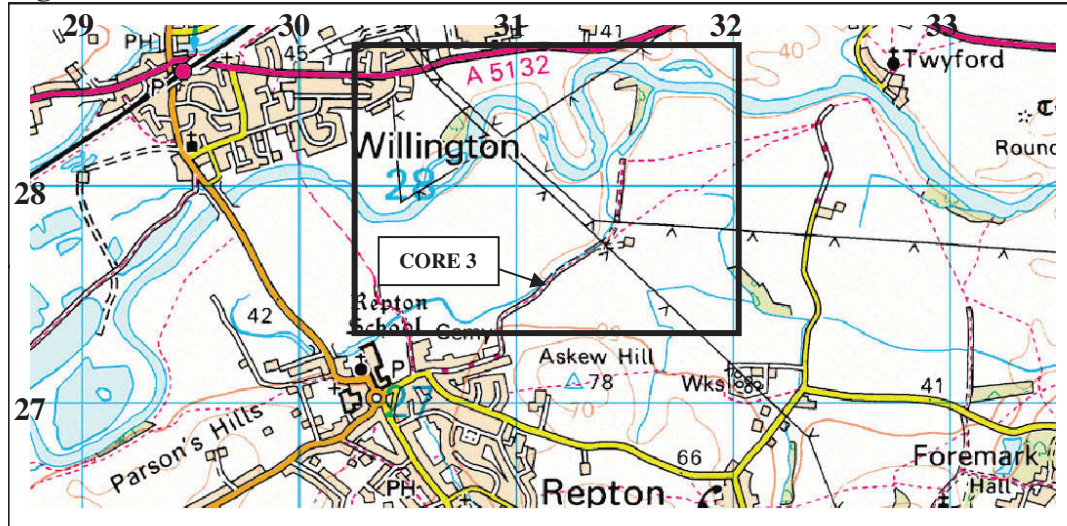 29 30 31 32 33
PH
45
41
40
A 5132
Twyford
P
Willington
Round
28
28
CORE 3
Repton
School
42
Cemy
P
Askew Hill
78
Wks
41
27
27
70
Parson's Hills
66
Foremark
Hall
PH
Repton